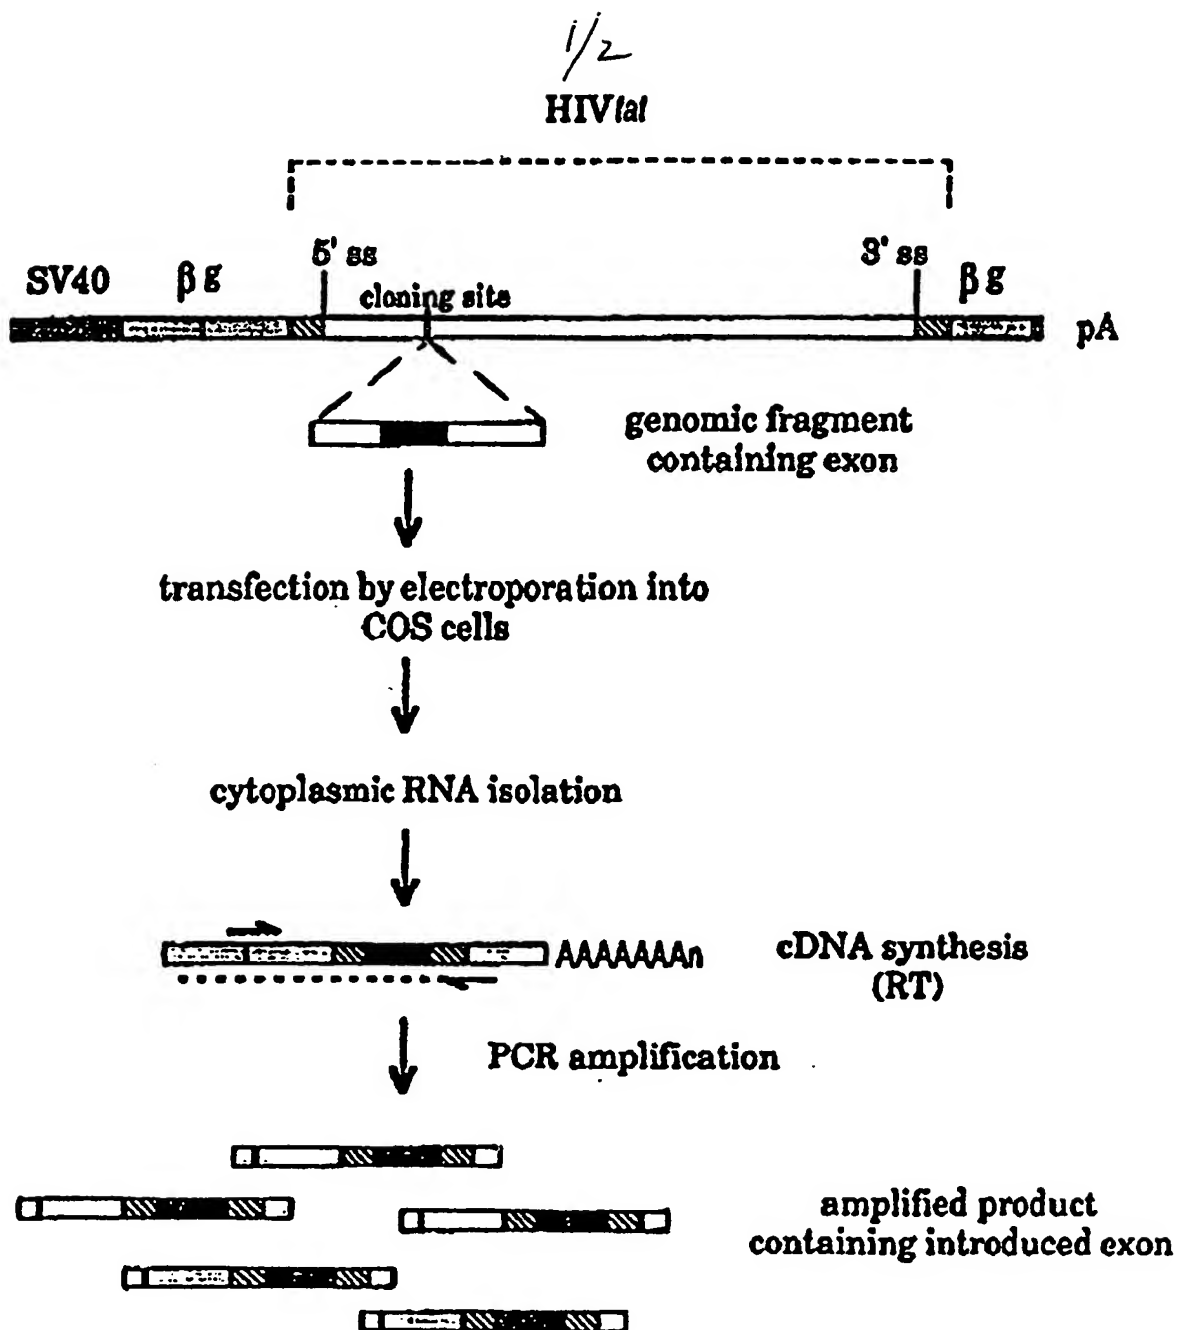 1/2
HIVtat
5' ss
3' ss
SV40
βg
cloning site
βg
pA
genomic fragment
containing exon
transfection by electroporation into
COS cells
cytoplasmic RNA isolation
AAAAAAAn
cDNA synthesis
(RT)
PCR amplification
amplified product
containing introduced exon